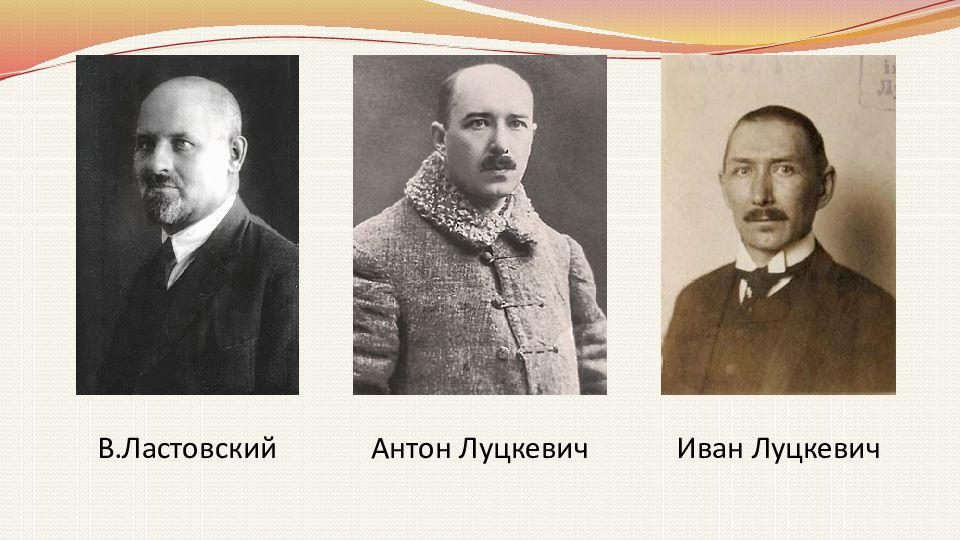 В.Ластовский
Антон Луцкевич
Иван Луцкевич